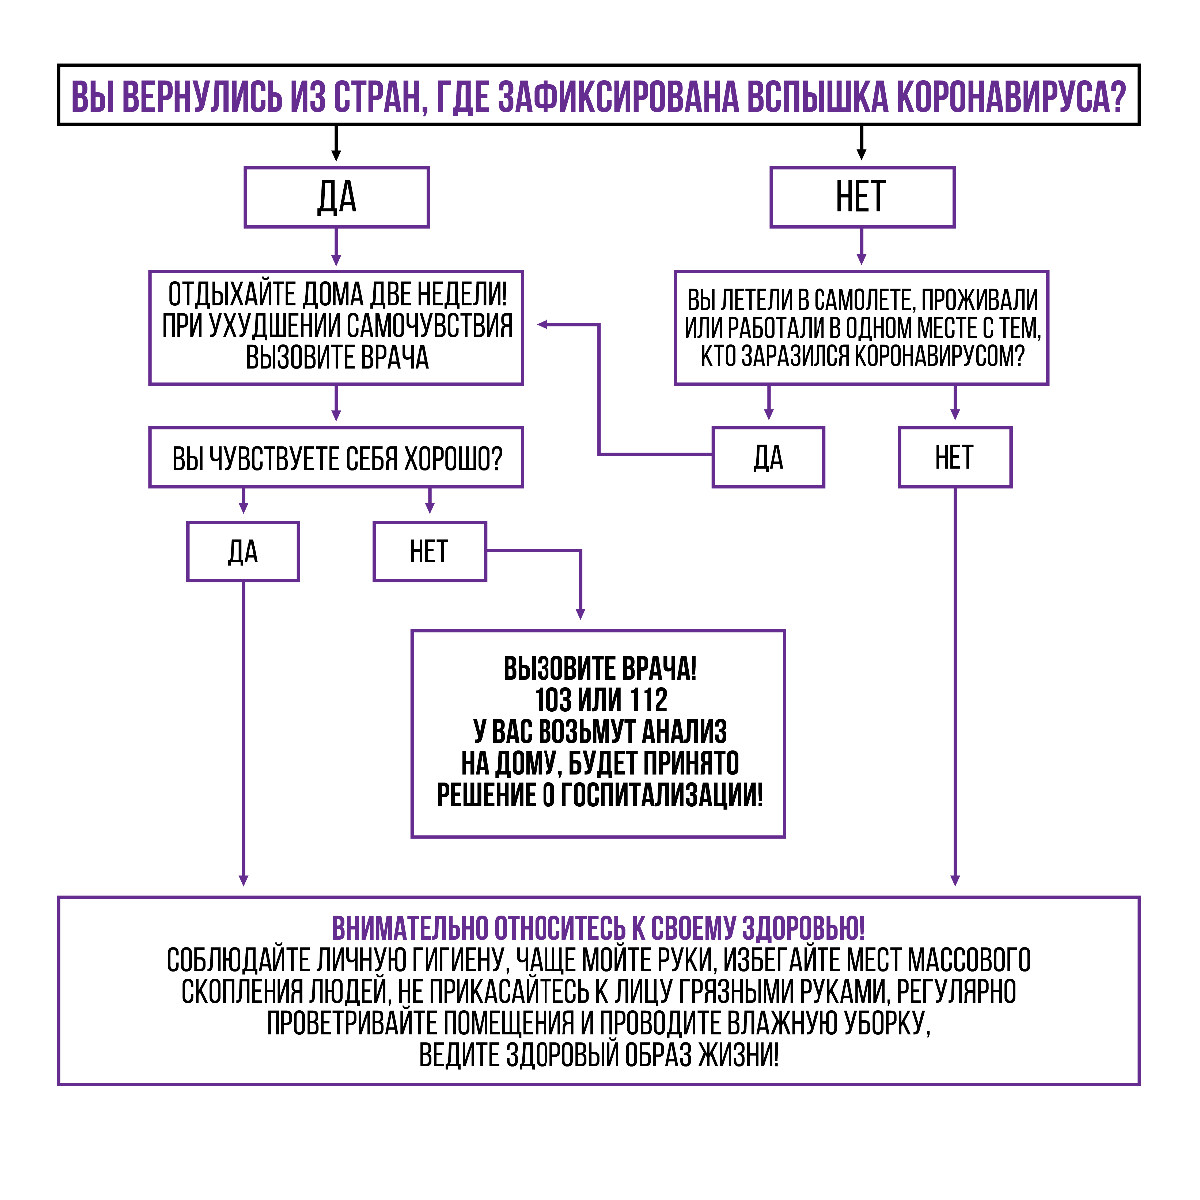 ВЫ ВЕРНУЛИСЬ ИЗ СТРАН, ГДЕ ЗАФИКСИРОВАНА ВСПЫШКА КОРОНАВИРУСА?
ДА
НЕТ
ОТДЫХАЙТЕ ДОМА ДВЕ НЕДЕЛИ!
ПРИ УХУДШЕНИИ САМОЧУВСТВИЯ
ВЫЗОВИТЕ ВРАЧА
ВЫ ЛЕТЕЛИ В САМОЛЕТЕ, ПРОЖИВАЛИ
ИЛИ РАБОТАЛИ В ОДНОМ МЕСТЕ С ТЕМ,
КТО ЗАРАЗИЛСЯ КОРОНАВИРУСОМ?
ВЫ ЧУВСТВУЕТЕ СЕБЯ ХОРОШО?
ДА
НЕТ
ДА
НЕТ
ВЫЗОВИТЕ ВРАЧА!
103 ИЛИ 112
У ВАС ВОЗЬМУТ АНАЛИЗ
НА ДОМУ, БУДЕТ ПРИНЯТО
РЕШЕНИЕ О ГОСПИТАЛИЗАЦИИ!
ВНИМАТЕЛЬНО ОТНОСИТЕСЬ К СВОЕМУ ЗДОРОВЬЮ!
СОБЛЮДАЙТЕ ЛИЧНУЮ ГИГИЕНУ, ЧАЩЕ МОЙТЕ РУКИ, ИЗБЕГАЙТЕ МЕСТ МАССОВОГО
СКОПЛЕНИЯ ЛЮДЕЙ, НЕ ПРИКАСАЙТЕСЬ К ЛИЦУ ГРЯЗНЫМИ РУКАМИ, РЕГУЛЯРНО
ПРОВЕТРИВАЙТЕ ПОМЕЩЕНИЯ И ПРОВОДИТЕ ВЛАЖНУЮ УБОРКУ,
ВЕДИТЕ ЗДОРОВЫЙ ОБРАЗ ЖИЗНИ!